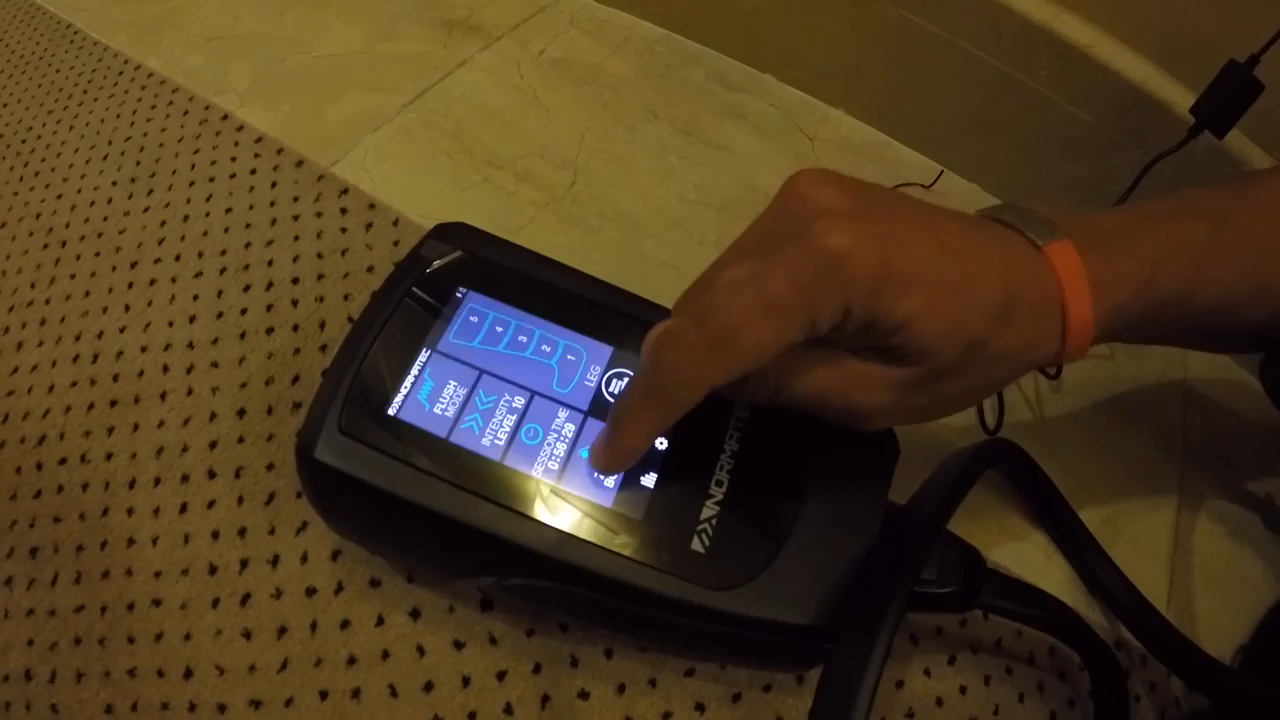 NORMATEC
FLUSH
MODE
INTENSITY
LEVEL 10
SESSION TIME
0:56:29
5
4
3
2
1
LEG
NORMATEC